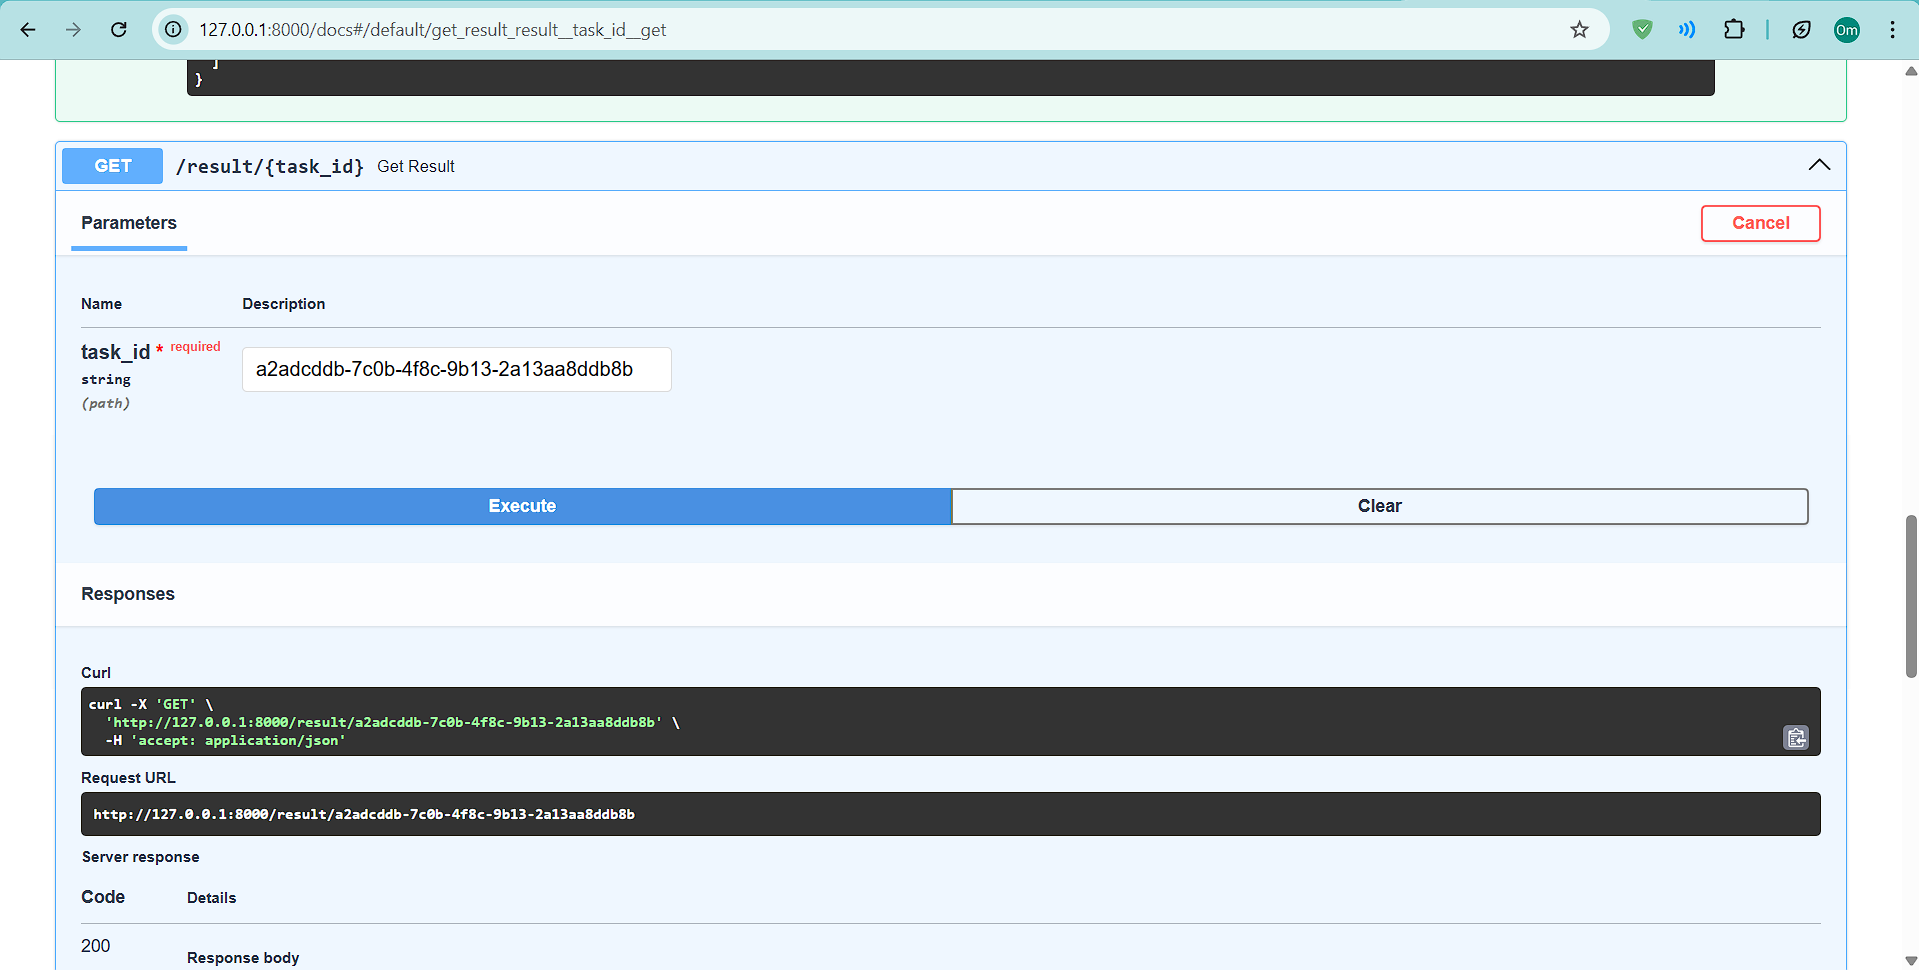 127.0.0.1:8000/docs#/default/get_result_result__task_id__get
Om
]
}
GET /result/{task_id} Get Result
Parameters
Cancel
Name Description
task_id * required
string
(path)
a2adcddb-7c0b-4f8c-9b13-2a13aa8ddb8b
Execute Clear
Responses
Curl
curl -X 'GET' \
'http://127.0.0.1:8000/result/a2adcddb-7c0b-4f8c-9b13-2a13aa8ddb8b' \
-H 'accept: application/json'
Request URL
http://127.0.0.1:8000/result/a2adcddb-7c0b-4f8c-9b13-2a13aa8ddb8b
Server response
Code Details
200
Response body